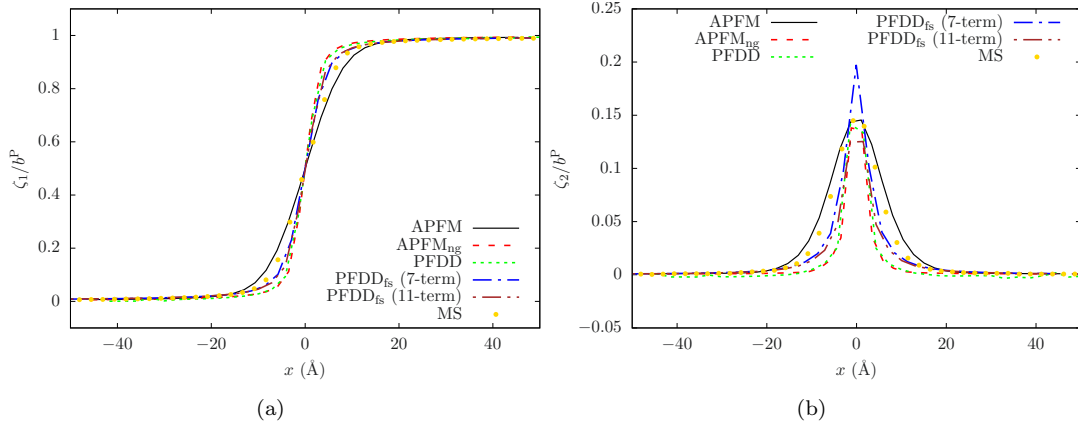 1
0.8
0.6
0.4
0.2
0
ζ₁/bᴾ
APFM
APFMng
PFDD
PFDDfs (7-term)
PFDDfs (11-term)
MS
−40 −20 0 20 40
x (Å)
(a)
0.25
0.2
0.15
0.1
0.05
0
−0.05
ζ₂/bᴾ
APFM
APFMng
PFDD
PFDDfs (7-term)
PFDDfs (11-term)
MS
−40 −20 0 20 40
x (Å)
(b)